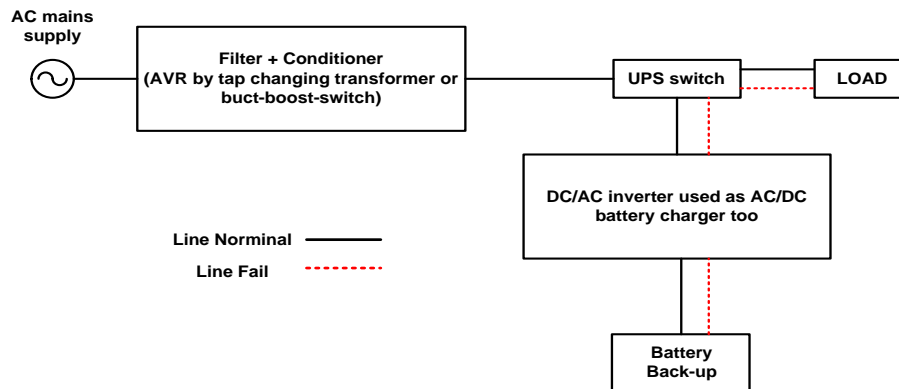 AC mains
supply
Filter + Conditioner
(AVR by tap changing transformer or
buct-boost-switch)
UPS switch
LOAD
DC/AC inverter used as AC/DC
battery charger too
Line Norminal
Line Fail
Battery
Back-up